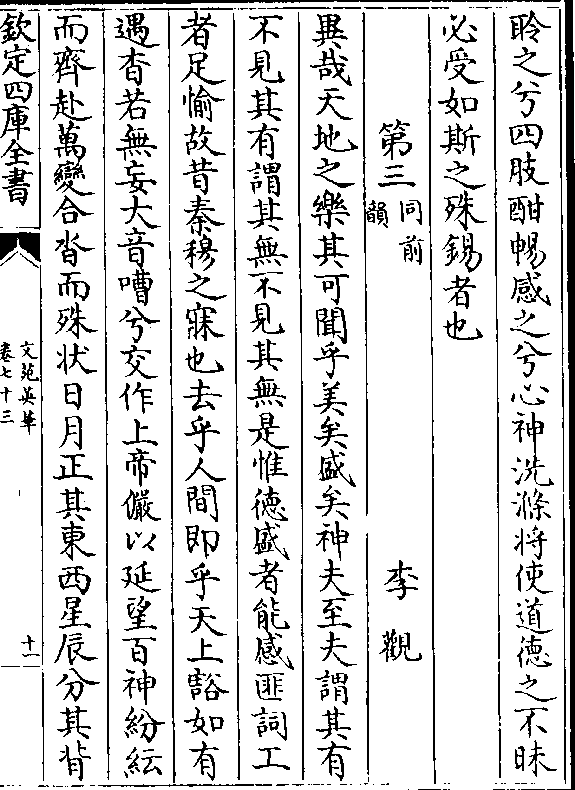 聆之兮四肢酣暢感之兮心神洗滌將使道德之不昧
必受如斯之殊錫者也
第三同前韻 李觀
異哉天地之樂其可聞乎美矣盛矣神夫至夫謂其有
不見其有謂其無不見其無是惟德盛者能感匪詞工
者足愉故昔秦穆之寐也去乎人間即乎天上豁如有
遇杳若無妄大音嘈兮交作上帝儼以延望百神紛紜
而齊赴萬變合沓而殊状日月正其東西星辰分其背
欽定四庫全書
文苑英華
卷七十三
十一